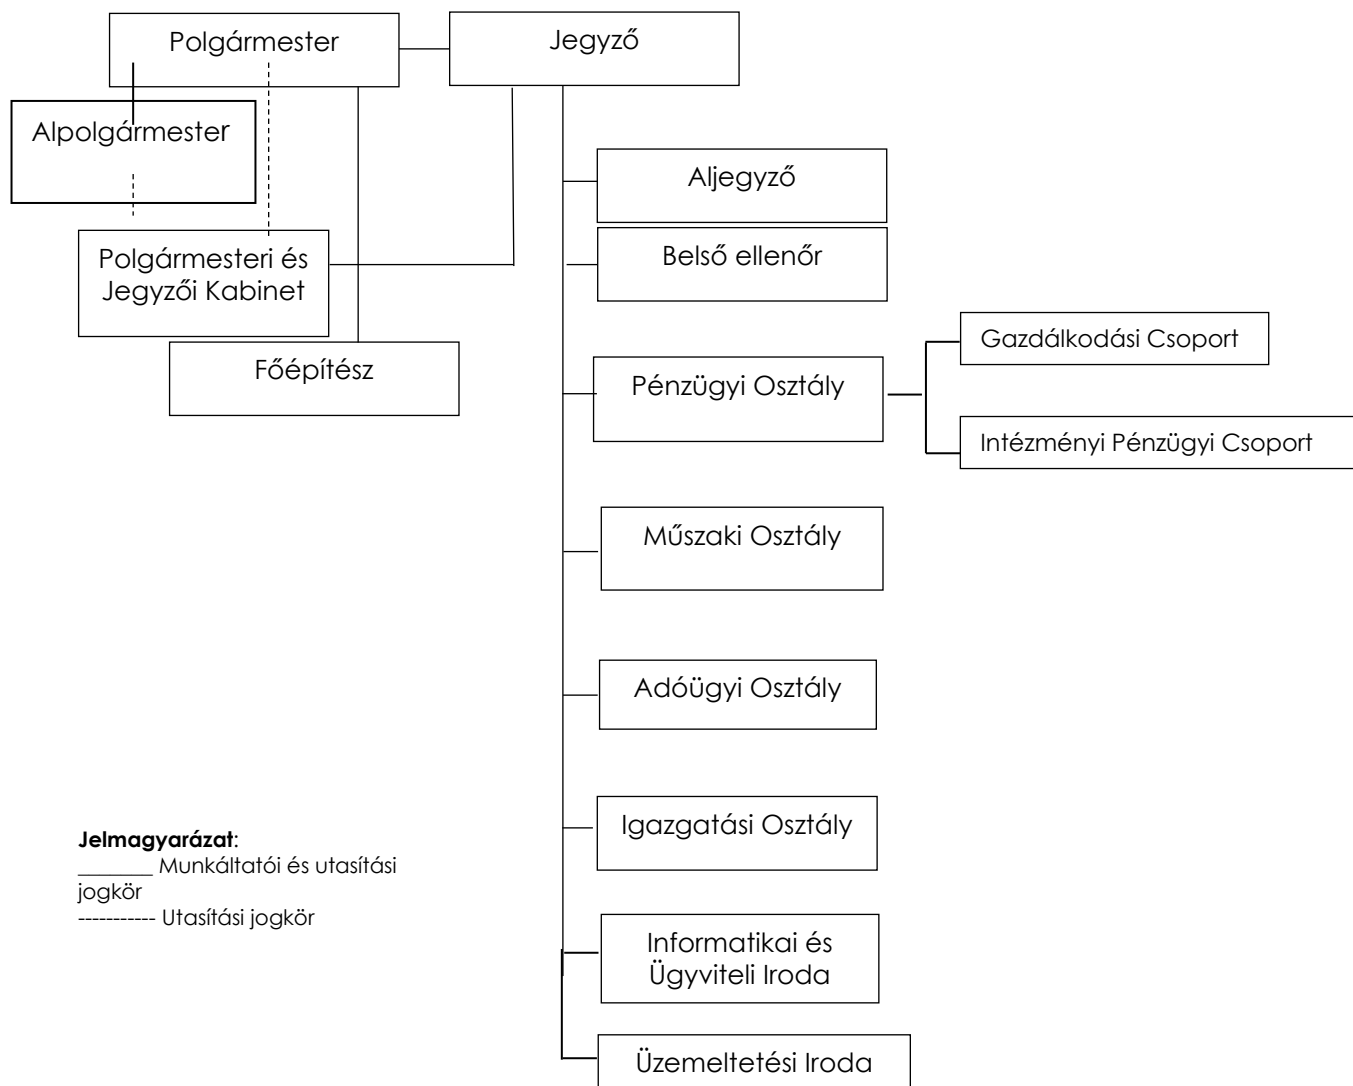 Polgármester
Jegyző
Alpolgármester
Aljegyző
Polgármesteri és
Jegyzői Kabinet
Belső ellenőr
Főépítész
Pénzügyi Osztály
Gazdálkodási Csoport
Intézményi Pénzügyi Csoport
Műszaki Osztály
Adóügyi Osztály
Igazgatási Osztály
Informatikai és
Ügyviteli Iroda
Üzemeltetési Iroda
Jelmagyarázat:
_______ Munkáltatói és utasítási
jogkör
----------- Utasítási jogkör